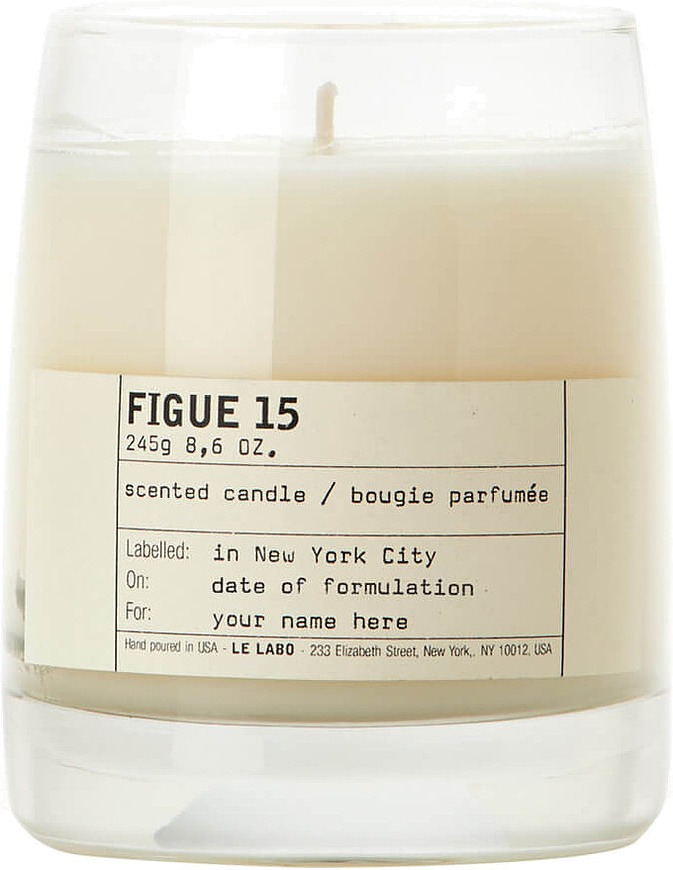 FIGUE 15
245g 8,6 OZ.
scented candle / bougie parfumée
Labelled: in New York City
On: date of formulation
For: your name here
Hand poured in USA - LE LABO - 233 Elizabeth Street, New York,. NY 10012, USA